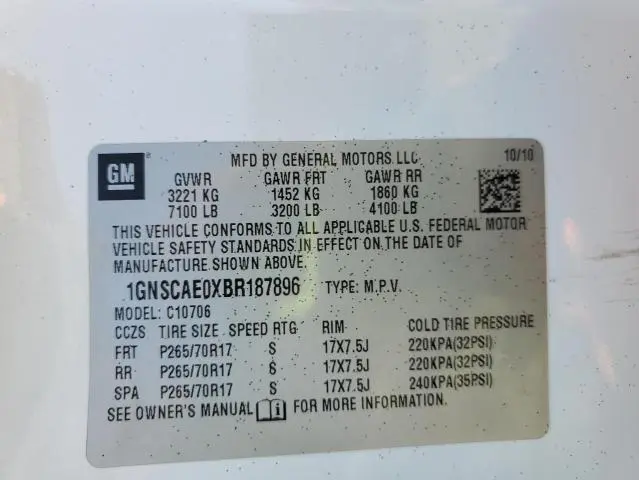 GM ® MFD BY GENERAL MOTORS LLC 10/10
GVWR GAWR FRT GAWR RR
3221 KG 1452 KG 1860 KG
7100 LB 3200 LB 4100 LB
THIS VEHICLE CONFORMS TO ALL APPLICABLE U.S. FEDERAL MOTOR
VEHICLE SAFETY STANDARDS IN EFFECT ON THE DATE OF
MANUFACTURE SHOWN ABOVE.
1GNSCAE0XBR187896 TYPE: M.P.V.
MODEL: C10706
CCZS TIRE SIZE SPEED RTG RIM COLD TIRE PRESSURE
FRT P265/70R17 S 17X7.5J 220KPA(32PSI)
RR P265/70R17 S 17X7.5J 220KPA(32PSI)
SPA P265/70R17 S 17X7.5J 240KPA(35PSI)
SEE OWNER'S MANUAL i FOR MORE INFORMATION.